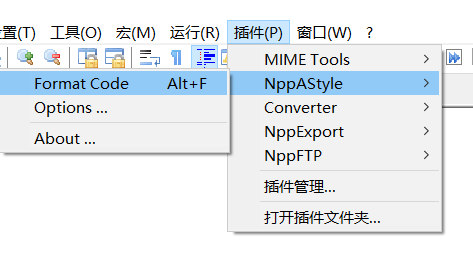 置(T) 工具(O) 宏(M) 运行(R) 插件(P) 窗口(W) ?
MIME Tools
Format Code Alt+F
NppAStyle
Options ...
Converter
About ...
NppExport
NppFTP
插件管理...
打开插件文件夹...